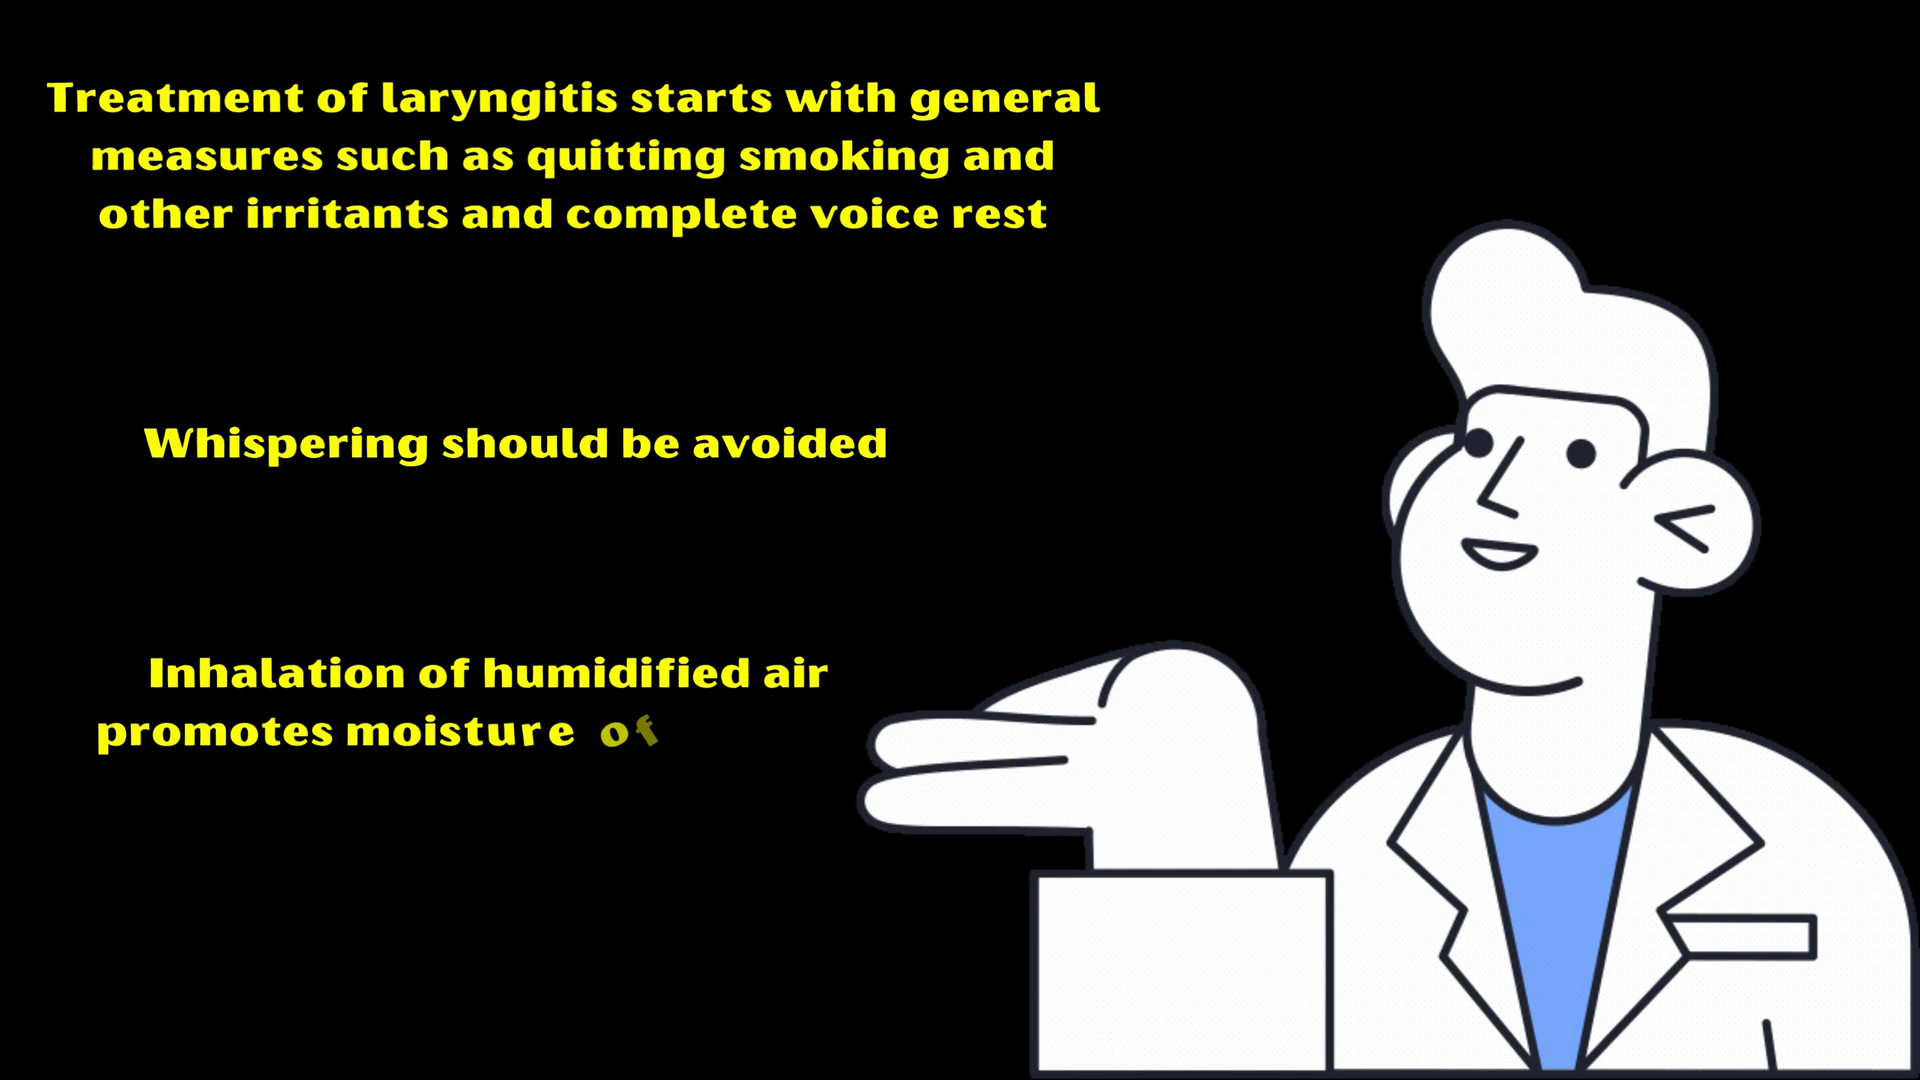 Treatment of laryngitis starts with general
measures such as quitting smoking and
other irritants and complete voice rest
Whispering should be avoided
Inhalation of humidified air
promotes moisture of